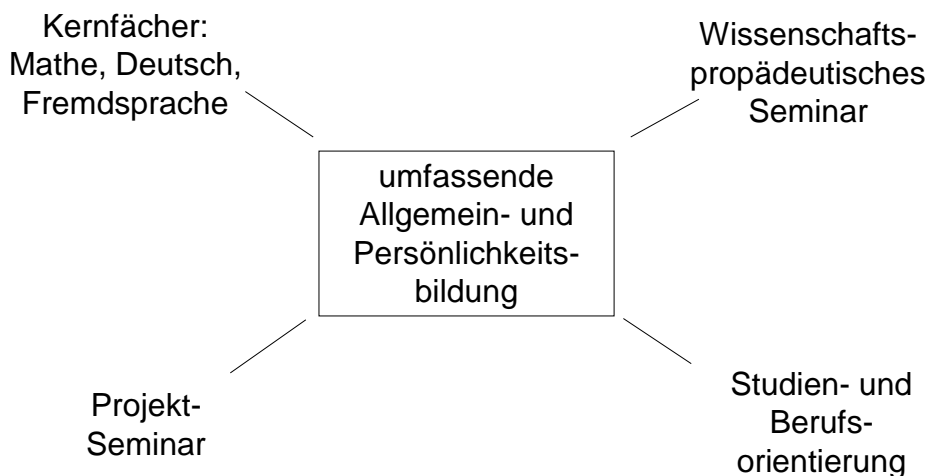 Kernfächer:
Mathe, Deutsch,
Fremdsprache
Wissenschafts-
propädeutisches
Seminar
umfassende
Allgemein- und
Persönlichkeits-
bildung
Projekt-
Seminar
Studien- und
Berufs-
orientierung